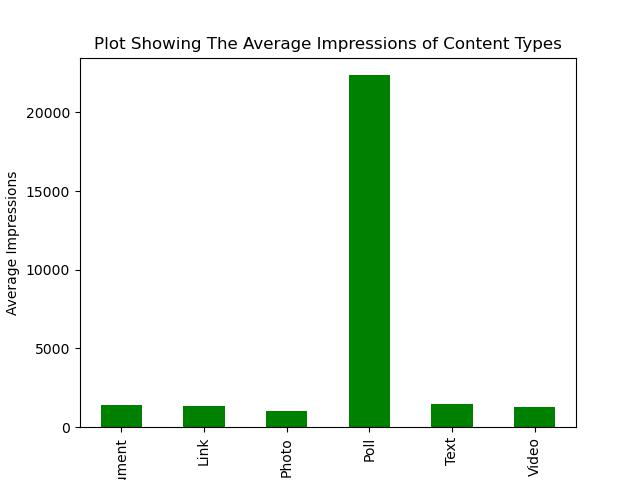 Plot Showing The Average Impressions of Content Types
Average Impressions
20000
15000
10000
5000
0
ument
Link
Photo
Poll
Text
Video